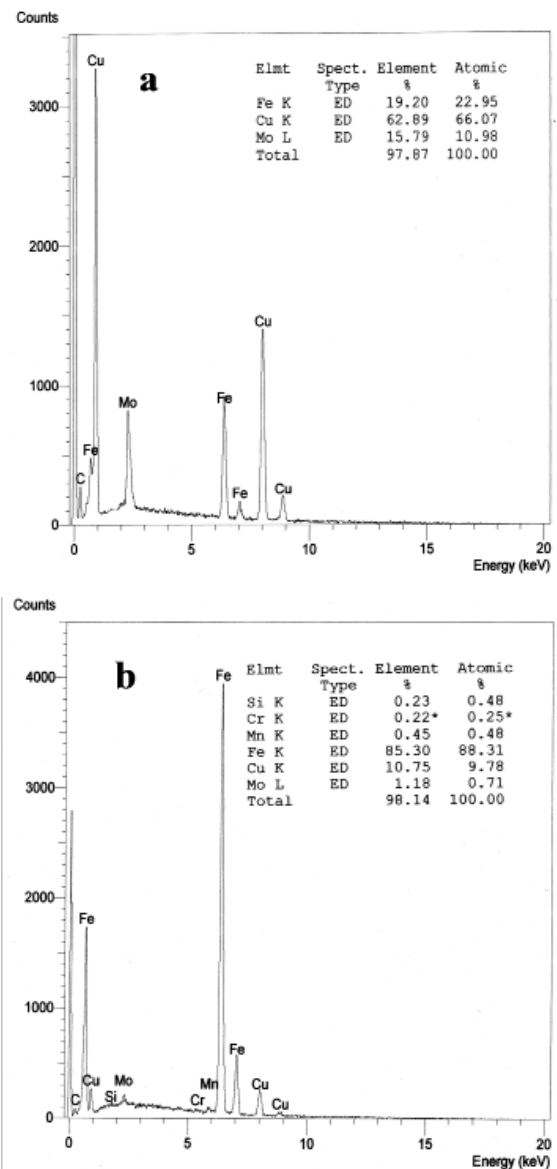 Counts
a
Elmt Spect. Element Atomic
Type % %
Fe K ED 19.20 22.95
Cu K ED 62.89 66.07
Mo L ED 15.79 10.98
Total 97.87 100.00
Cu
3000
2000
Cu
1000
Mo
Fe
Fe
C
Fe
Cu
0
0 5 10 15 20
Energy (keV)
Counts
b
Elmt Spect. Element Atomic
Type % %
Si K ED 0.23 0.48
Cr K ED 0.22* 0.25*
Mn K ED 0.45 0.48
Fe K ED 85.30 88.31
Cu K ED 10.75 9.78
Mo L ED 1.18 0.71
Total 98.14 100.00
Fe
4000
3000
2000
Fe
1000
Fe
C Cu Si Mo Cr Mn Cu Cu
0
0 5 10 15 20
Energy (keV)